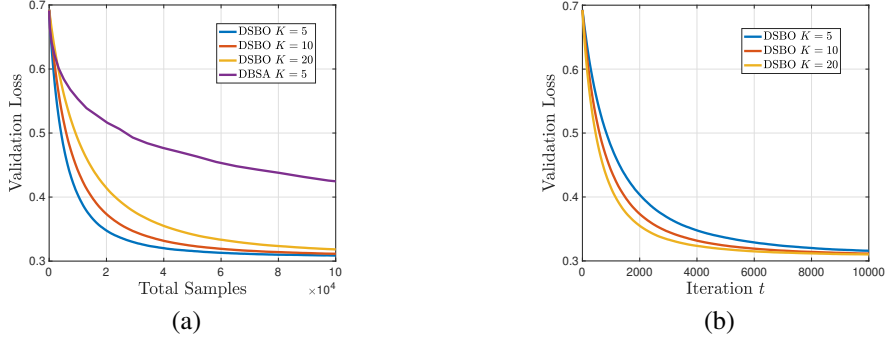 0.7
0.6
0.5
0.4
0.3
Validation Loss
DSBO K = 5
DSBO K = 10
DSBO K = 20
DBSA K = 5
0 2 4 6 8 10
Total Samples
×10⁴
(a)
0.7
0.6
0.5
0.4
0.3
Validation Loss
DSBO K = 5
DSBO K = 10
DSBO K = 20
0 2000 4000 6000 8000 10000
Iteration t
(b)